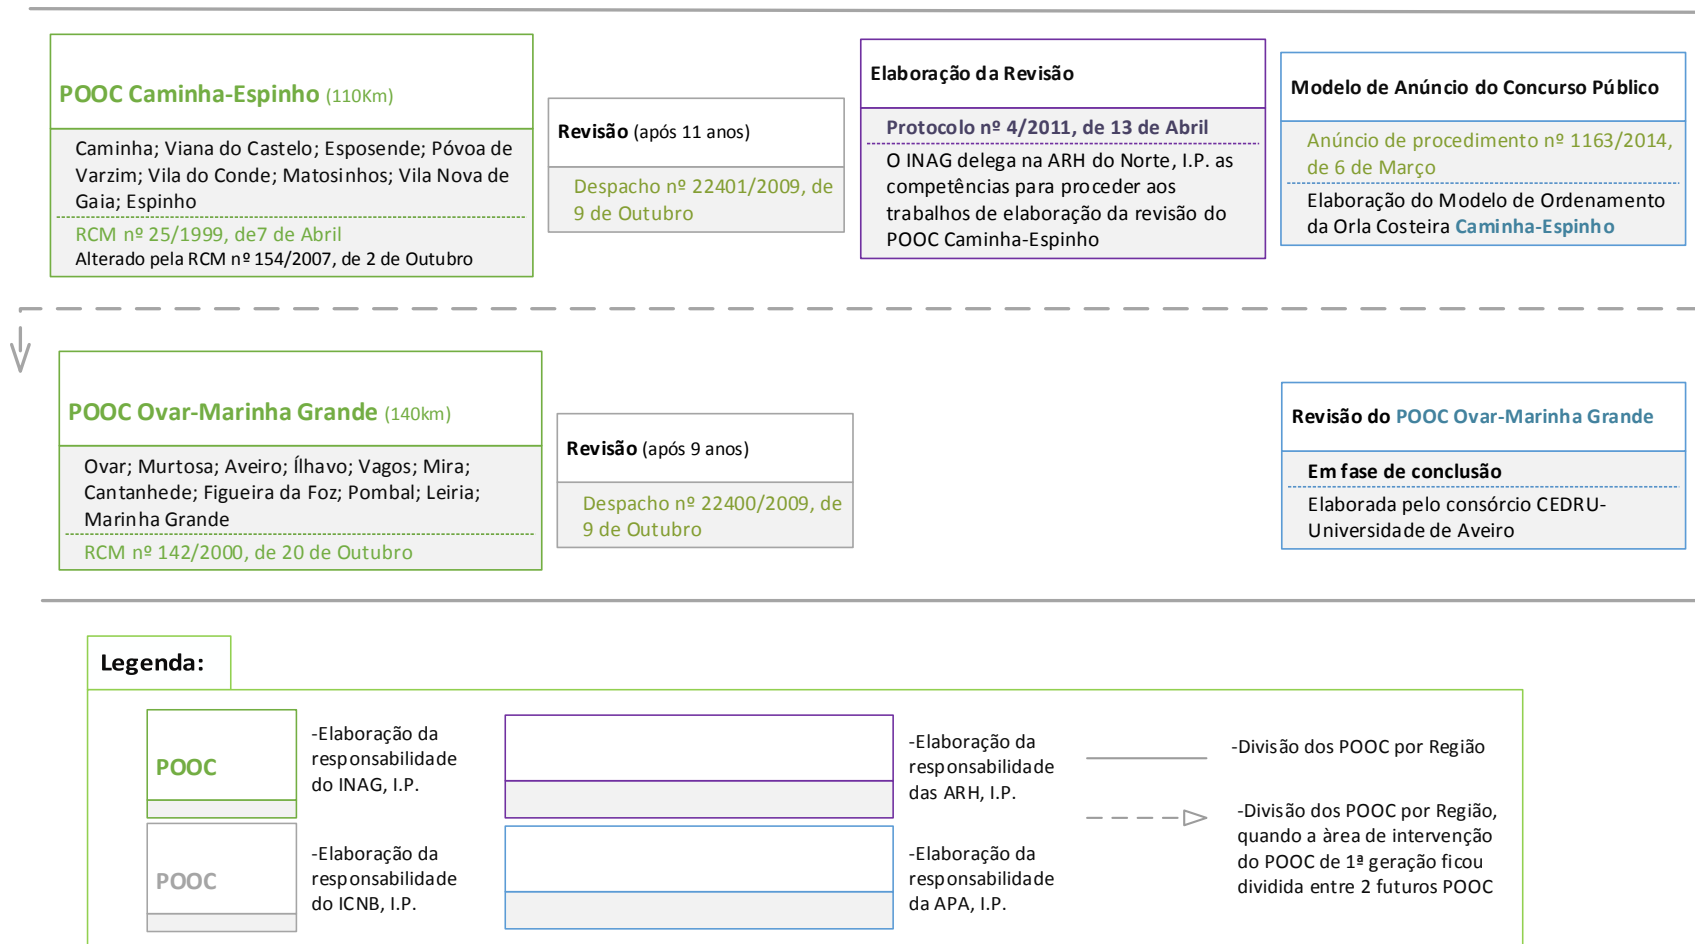 POOC Caminha-Espinho (110Km)
Caminha; Viana do Castelo; Esposende; Póvoa de
Varzim; Vila do Conde; Matosinhos; Vila Nova de
Gaia; Espinho
RCM nº 25/1999, de7 de Abril
Alterado pela RCM nº 154/2007, de 2 de Outubro
Revisão (após 11 anos)
Despacho nº 22401/2009, de
9 de Outubro
Elaboração da Revisão
Protocolo nº 4/2011, de 13 de Abril
O INAG delega na ARH do Norte, I.P. as
competências para proceder aos
trabalhos de elaboração da revisão do
POOC Caminha-Espinho
Modelo de Anúncio do Concurso Público
Anúncio de procedimento nº 1163/2014,
de 6 de Março
Elaboração do Modelo de Ordenamento
da Orla Costeira Caminha-Espinho
POOC Ovar-Marinha Grande (140km)
Ovar; Murtosa; Aveiro; Ílhavo; Vagos; Mira;
Cantanhede; Figueira da Foz; Pombal; Leiria;
Marinha Grande
RCM nº 142/2000, de 20 de Outubro
Revisão (após 9 anos)
Despacho nº 22400/2009, de
9 de Outubro
Revisão do POOC Ovar-Marinha Grande
Em fase de conclusão
Elaborada pelo consórcio CEDRU-
Universidade de Aveiro
Legenda:
POOC
-Elaboração da
responsabilidade
do INAG, I.P.
-Elaboração da
responsabilidade
das ARH, I.P.
-Divisão dos POOC por Região
POOC
-Elaboração da
responsabilidade
do ICNB, I.P.
-Elaboração da
responsabilidade
da APA, I.P.
-Divisão dos POOC por Região,
quando a àrea de intervenção
do POOC de 1ª geração ficou
dividida entre 2 futuros POOC